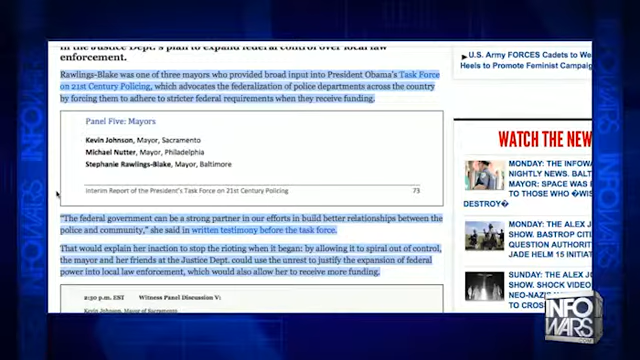 in the Justice Dept.'s plan to expand federal control over local law
enforcement.
Rawlings-Blake was one of three mayors who provided broad input into President Obama's Task Force
on 21st Century Policing, which advocates the federalization of police departments across the country
by forcing them to adhere to stricter federal requirements when they receive funding.
Panel Five: Mayors
Kevin Johnson, Mayor, Sacramento
Michael Nutter, Mayor, Philadelphia
Stephanie Rawlings-Blake, Mayor, Baltimore
Interim Report of the President's Task Force on 21st Century Policing 73
"The federal government can be a strong partner in our efforts in build better relationships between the
police and community," she said in written testimony before the task force.
That would explain her inaction to stop the rioting when it began: by allowing it to spiral out of control,
the mayor and her friends at the Justice Dept. could use the unrest to justify the expansion of federal
power into local law enforcement, which would also allow her to receive more funding.
2:30 p.m. EST Witness Panel Discussion V:
Kevin Johnson, Mayor of Sacramento
U.S. Army FORCES Cadets to We
Heels to Promote Feminist Campaig
WATCH THE NEW
MONDAY: THE INFOWA
NIGHTLY NEWS. BALT
MAYOR: SPACE WAS
TO THOSE WHO �WIS
DESTROY�
MONDAY: THE ALEX J
SHOW. BASTROP CITI
QUESTION AUTHORIT
JADE HELM 15 INITIAT
SUNDAY: THE ALEX JO
SHOW. SHOCK VIDEO
NEO-NAZI
TO CROS
INFO
WARS
.COM
INFOWARS